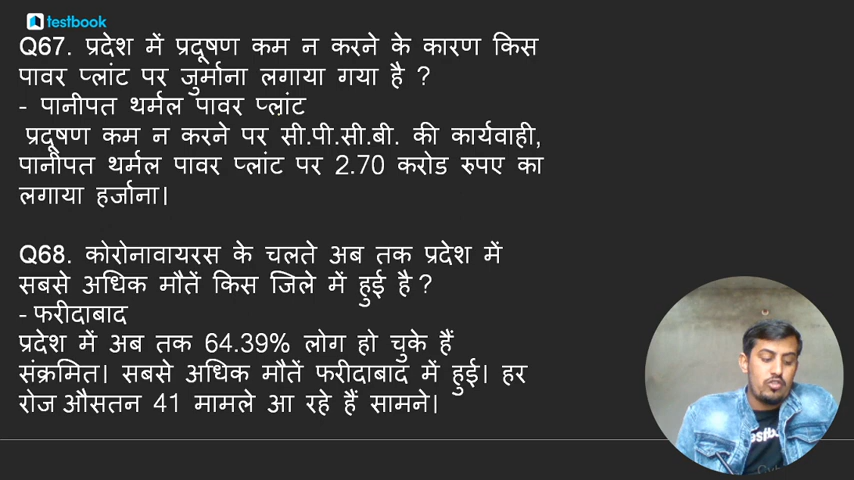 testbook
Q67. प्रदेश में प्रदूषण कम न करने के कारण किस
पावर प्लांट पर जुर्माना लगाया गया है ?
- पानीपत थर्मल पावर प्लांट
प्रदूषण कम न करने पर सी.पी.सी.बी. की कार्यवाही,
पानीपत थर्मल पावर प्लांट पर 2.70 करोड रुपए का
लगाया हर्जाना।
Q68. कोरोनावायरस के चलते अब तक प्रदेश में
सबसे अधिक मौतें किस जिले में हुई है ?
- फरीदाबाद
प्रदेश में अब तक 64.39% लोग हो चुके हैं
संक्रमित। सबसे अधिक मौतें फरीदाबाद में हुई। हर
रोज औसतन 41 मामले आ रहे हैं सामने।